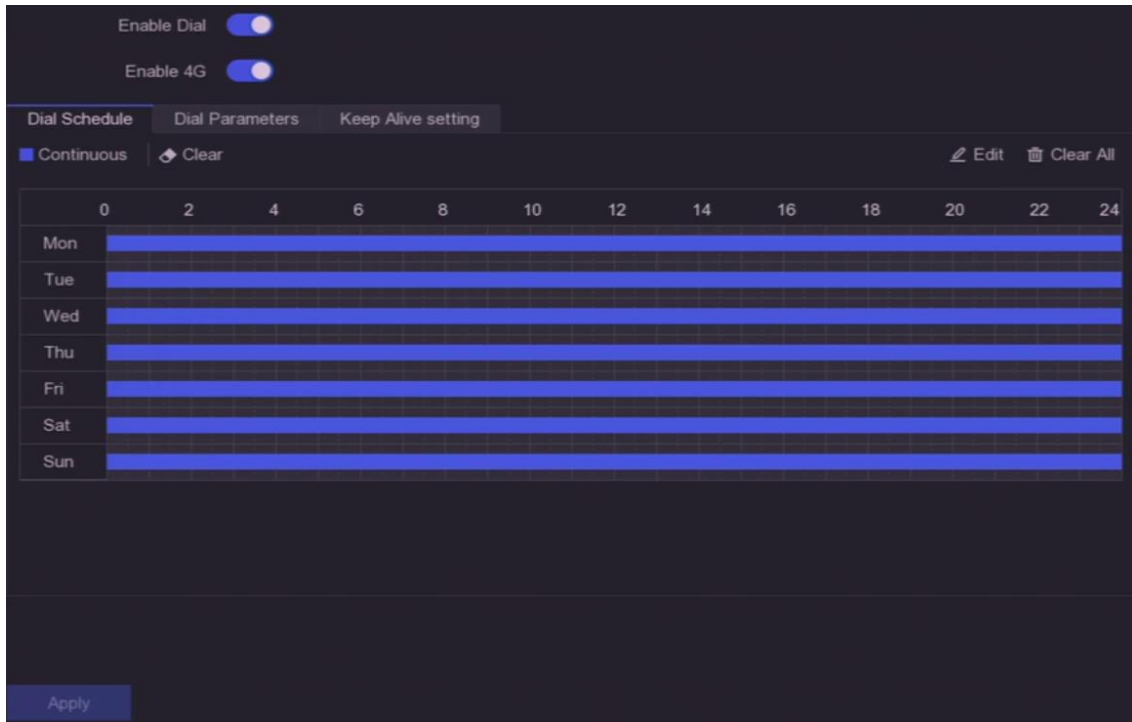 Enable Dial
Enable 4G
Dial Schedule Dial Parameters Keep Alive setting
Continuous Clear Edit Clear All
0 2 4 6 8 10 12 14 16 18 20 22 24
Mon
Tue
Wed
Thu
Fri
Sat
Sun
Apply